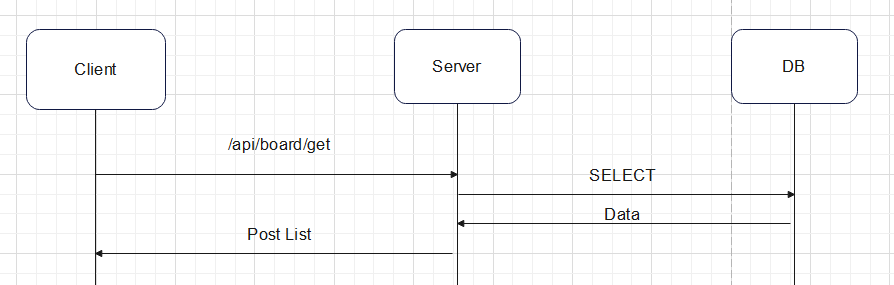 Client
Server
DB
/api/board/get
SELECT
Data
Post List